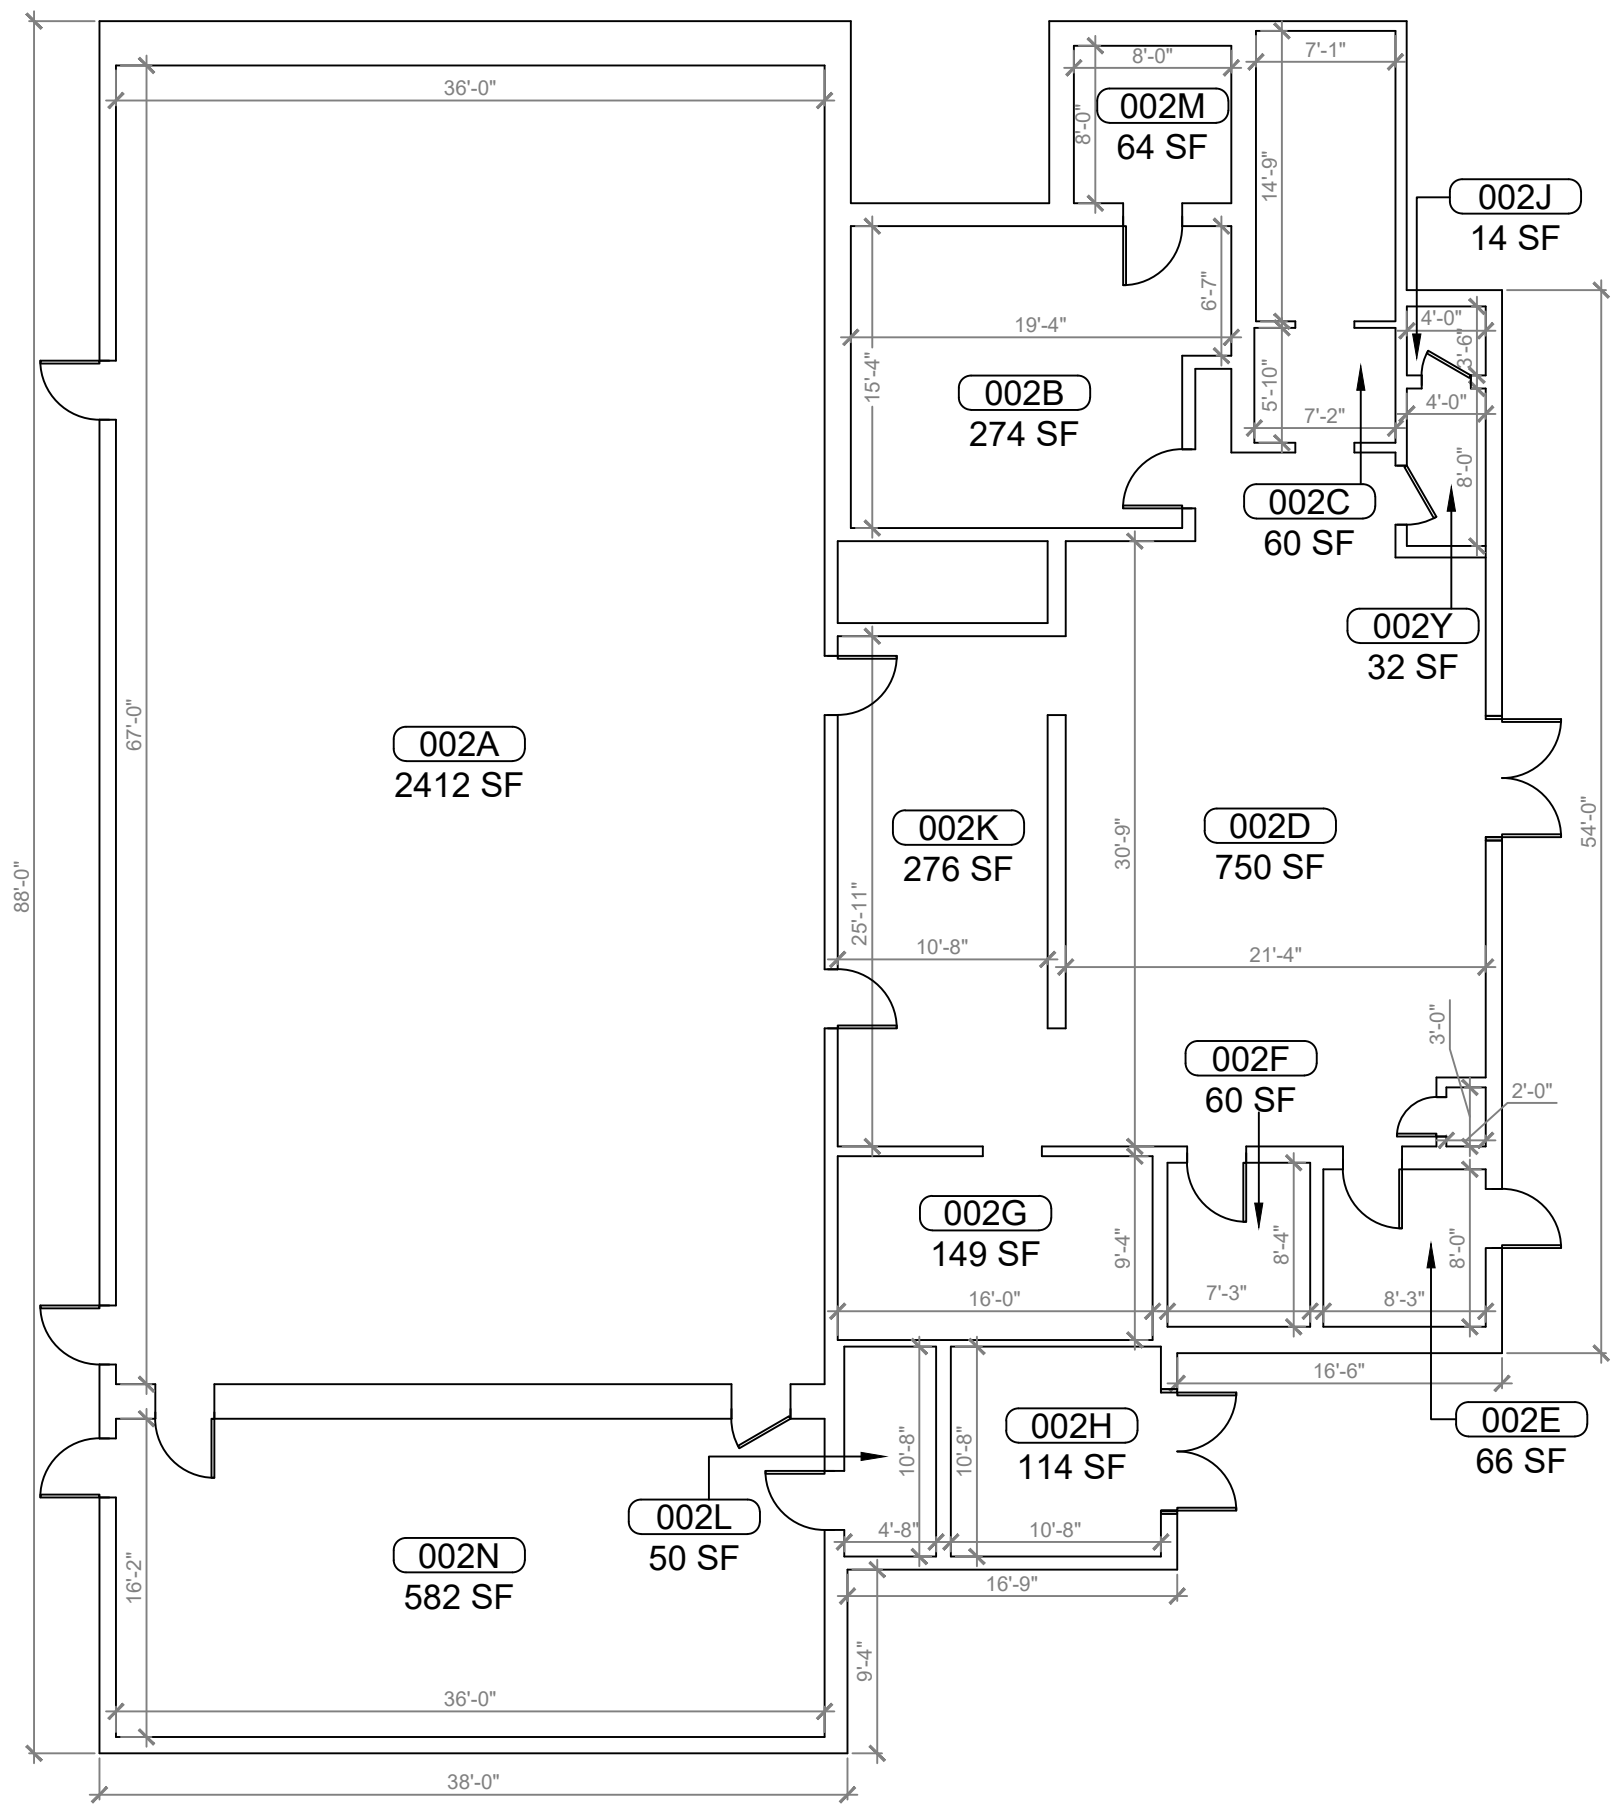 36'-0"
8'-0"
7'-1"
002M
64 SF
8'-0"
14'-9"
002J
14 SF
6'-7"
19'-4"
4'-0"
3'-6"
15'-4"
002B
274 SF
5'-10"
7'-2"
4'-0"
8'-0"
002C
60 SF
002Y
32 SF
67'-0"
002A
2412 SF
88'-0"
002K
276 SF
30'-9"
002D
750 SF
54'-0"
25'-11"
10'-8"
21'-4"
3'-0"
002F
60 SF
2'-0"
002G
149 SF
9'-4"
8'-4"
8'-0"
16'-0"
7'-3"
8'-3"
16'-6"
002H
114 SF
002E
66 SF
10'-8"
10'-8"
002L
50 SF
4'-8"
10'-8"
002N
582 SF
16'-2"
16'-9"
9'-4"
36'-0"
38'-0"